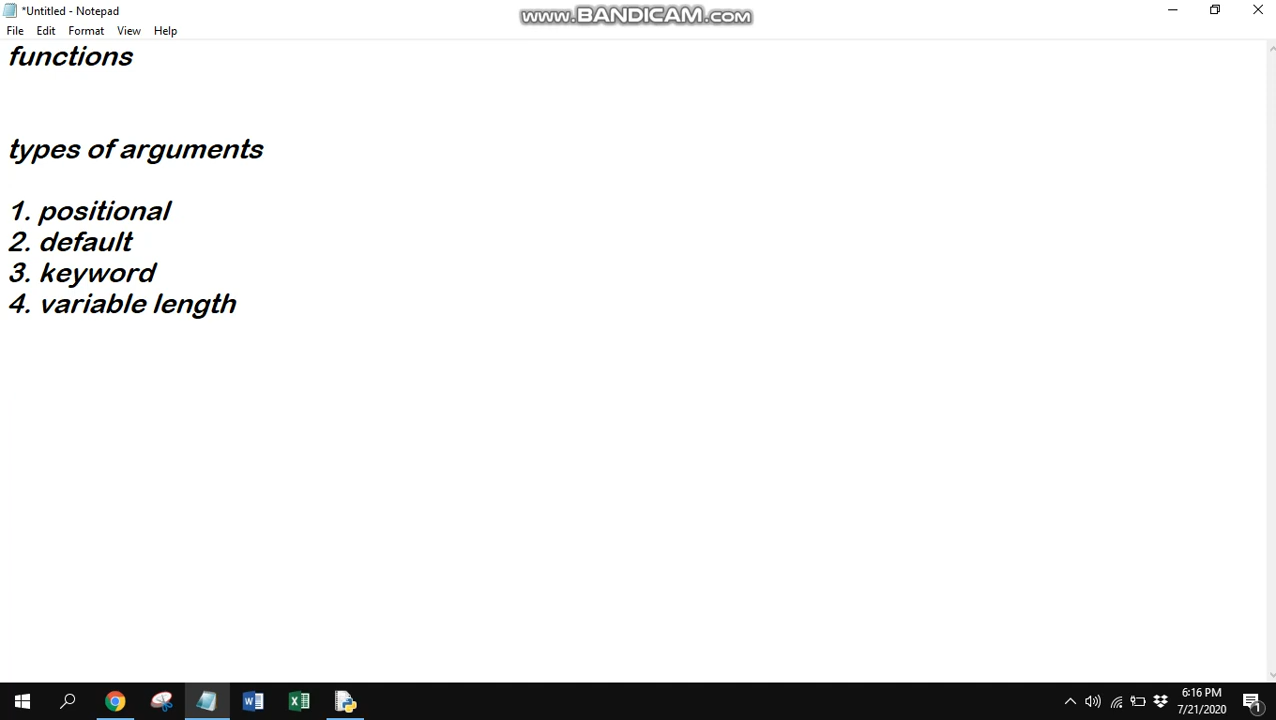 *Untitled - Notepad
www.BANDICAM.com
File Edit Format View Help
functions
types of arguments
1. positional
2. default
3. keyword
4. variable length
6:16 PM
7/21/2020
1